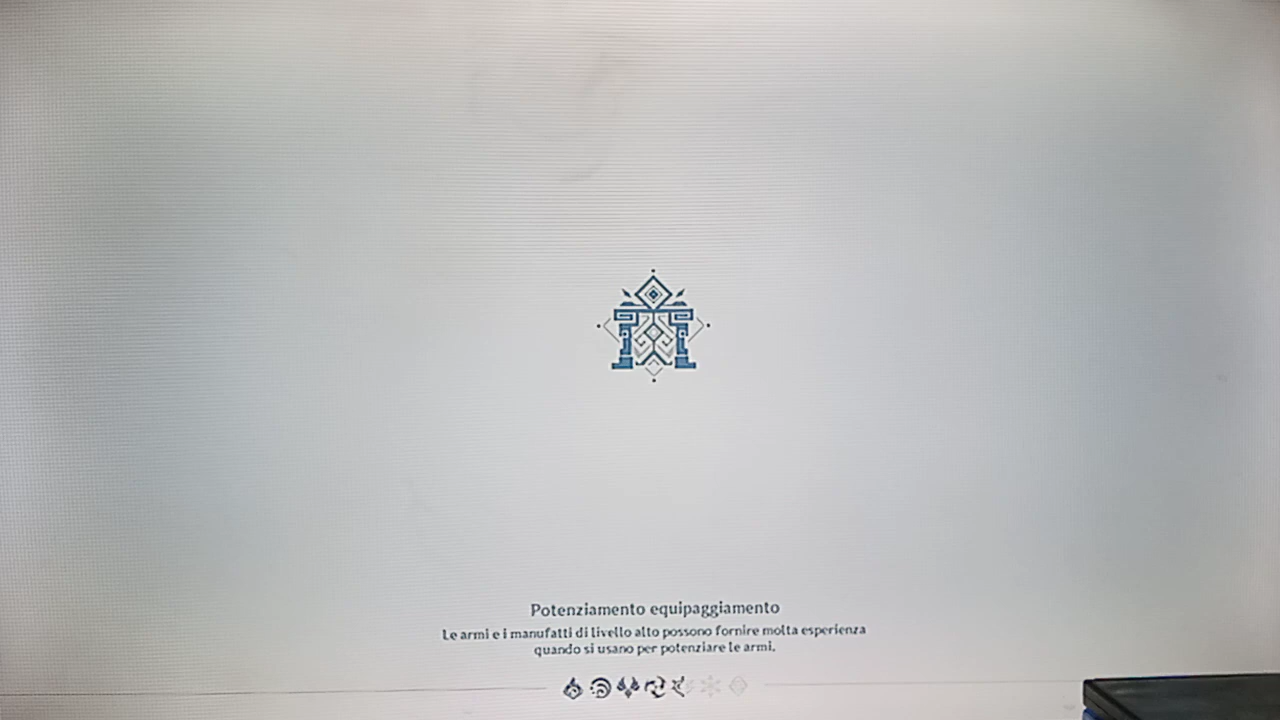 Potenziamento equipaggiamento
Le armi e i manufatti di livello alto possono fornire molta esperienza
quando si usano per potenziare le armi.